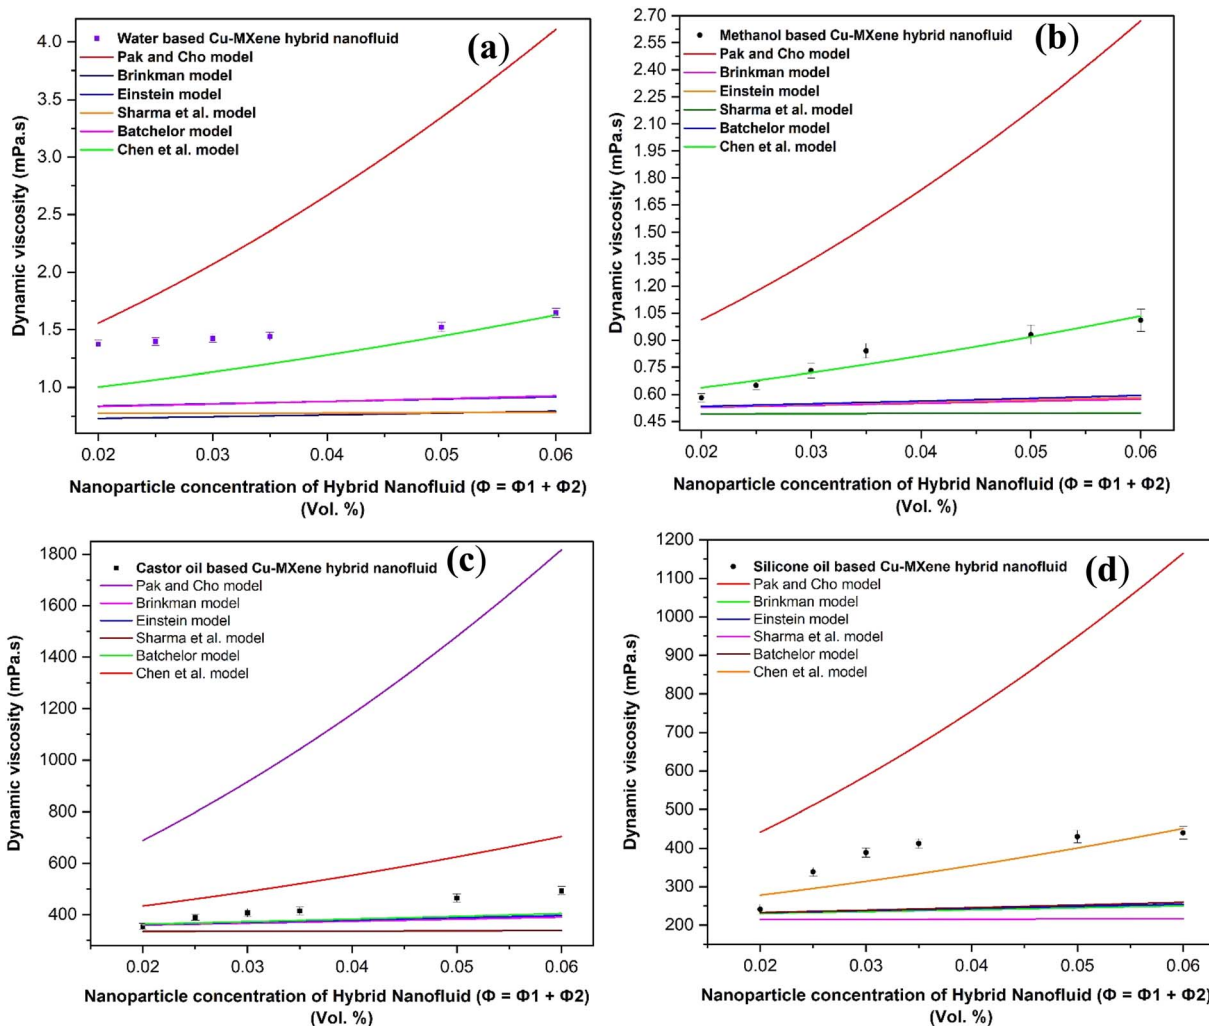 (a)
Water based Cu-MXene hybrid nanofluid
Pak and Cho model
Brinkman model
Einstein model
Sharma et al. model
Batchelor model
Chen et al. model
Dynamic viscosity (mPa.s)
4.0
3.5
3.0
2.5
2.0
1.5
1.0
0.02 0.03 0.04 0.05 0.06
Nanoparticle concentration of Hybrid Nanofluid (Φ = Φ1 + Φ2)
(Vol. %)
(b)
Methanol based Cu-MXene hybrid nanofluid
Pak and Cho model
Brinkman model
Einstein model
Sharma et al. model
Batchelor model
Chen et al. model
Dynamic viscosity (mPa.s)
2.70
2.55
2.40
2.25
2.10
1.95
1.80
1.65
1.50
1.35
1.20
1.05
0.90
0.75
0.60
0.45
0.02 0.03 0.04 0.05 0.06
Nanoparticle concentration of Hybrid Nanofluid (Φ = Φ1 + Φ2)
(Vol. %)
(c)
Castor oil based Cu-MXene hybrid nanofluid
Pak and Cho model
Brinkman model
Einstein model
Sharma et al. model
Batchelor model
Chen et al. model
Dynamic viscosity (mPa.s)
1800
1600
1400
1200
1000
800
600
400
0.02 0.03 0.04 0.05 0.06
Nanoparticle concentration of Hybrid Nanofluid (Φ = Φ1 + Φ2)
(Vol. %)
(d)
Silicone oil based Cu-MXene hybrid nanofluid
Pak and Cho model
Brinkman model
Einstein model
Sharma et al. model
Batchelor model
Chen et al. model
Dynamic viscosity (mPa.s)
1200
1100
1000
900
800
700
600
500
400
300
200
0.02 0.03 0.04 0.05 0.06
Nanoparticle concentration of Hybrid Nanofluid (Φ = Φ1 + Φ2)
(Vol. %)